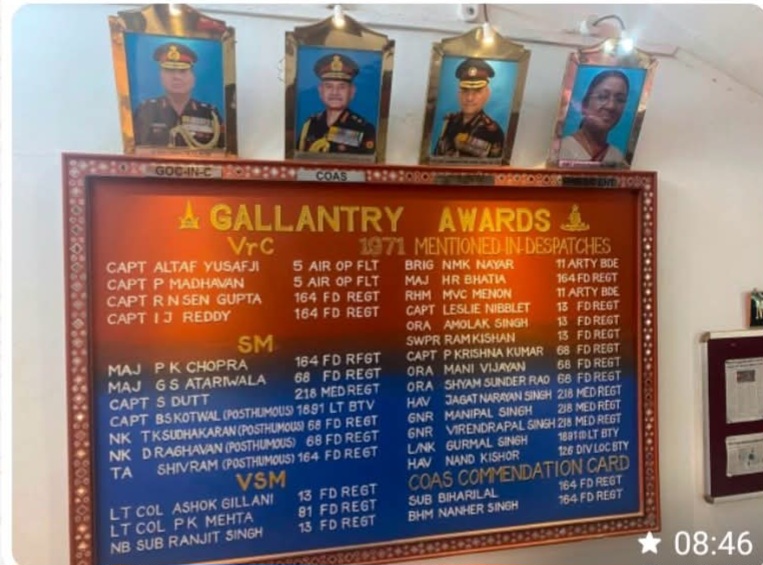 GOC-IN-C
COAS
GALLANTRY AWARDS
VrC
CAPT ALTAF YUSAFJI 5 AIR OP FLT
CAPT P MADHAVAN 5 AIR OP FLT
CAPT R N SEN GUPTA 164 FD REGT
CAPT I J REDDY 164 FD REGT
SM
MAJ P K CHOPRA 164 FD REGT
MAJ G S ATARIWALA 68 FD REGT
CAPT S DUTT 218 MED REGT
CAPT BS KOTWAL (POSTHUMOUS) 1891 LT BTY
NK TK SUDHAKARAN (POSTHUMOUS) 68 FD REGT
NK D RAGHAVAN (POSTHUMOUS) 68 FD REGT
TA SHIVRAM (POSTHUMOUS) 164 FD REGT
VSM
LT COL ASHOK GILLANI 13 FD REGT
LT COL P K MEHTA 81 FD REGT
NB SUB RANJIT SINGH 13 FD REGT
1971 MENTIONED-IN-DESPATCHES
BRIG NMK NAYAR 11 ARTY BDE
MAJ HR BHATIA 164 FD REGT
RHM MVC MENON 11 ARTY BDE
CAPT LESLIE NIBBLET 13 FD REGT
ORA AMOLAK SINGH 13 FD REGT
SWPR RAM KISHAN 13 FD REGT
CAPT P KRISHNA KUMAR 68 FD REGT
ORA MANI VIJAYAN 68 FD REGT
ORA SHYAM SUNDER RAO 68 FD REGT
HAV JAGAT NARAYAN SINGH 218 MED REGT
GNR MANIPAL SINGH 218 MED REGT
GNR VIRENDRAPAL SINGH 218 MED REGT
L/NK GURMAL SINGH LT BTY
HAV NAND KISHOR 126 DIV LOC BTY
COAS COMMENDATION CARD
SUB BIHARILAL 164 FD REGT
BHM NANHER SINGH 164 FD REGT
08:46